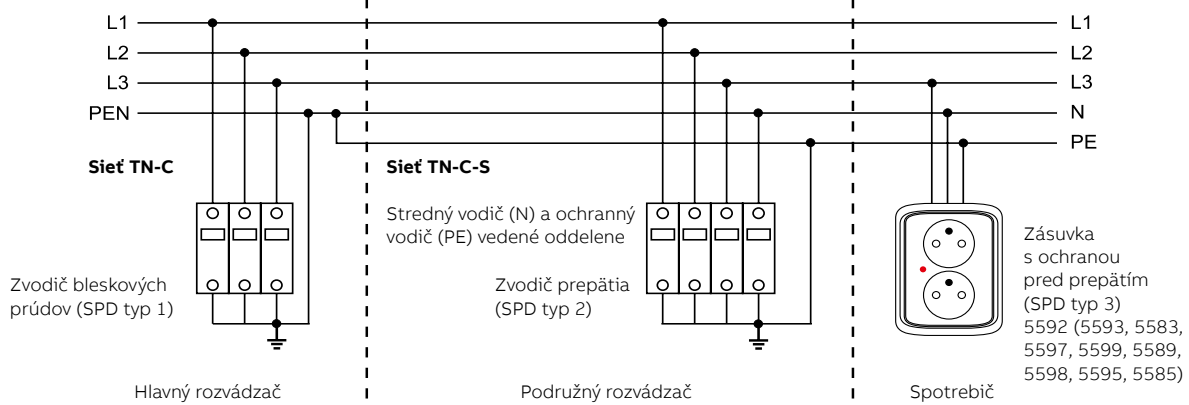 L1
L2
L3
PEN
L1
L2
L3
N
PE
Sieť TN-C
Sieť TN-C-S
Stredný vodič (N) a ochranný
vodič (PE) vedené oddelene
Zvodič bleskových
prúdov (SPD typ 1)
Zvodič prepätia
(SPD typ 2)
Zásuvka
s ochranou
pred prepätím
(SPD typ 3)
5592 (5593, 5583,
5597, 5599, 5589,
5598, 5595, 5585)
Hlavný rozvádzač
Podružný rozvádzač
Spotrebič